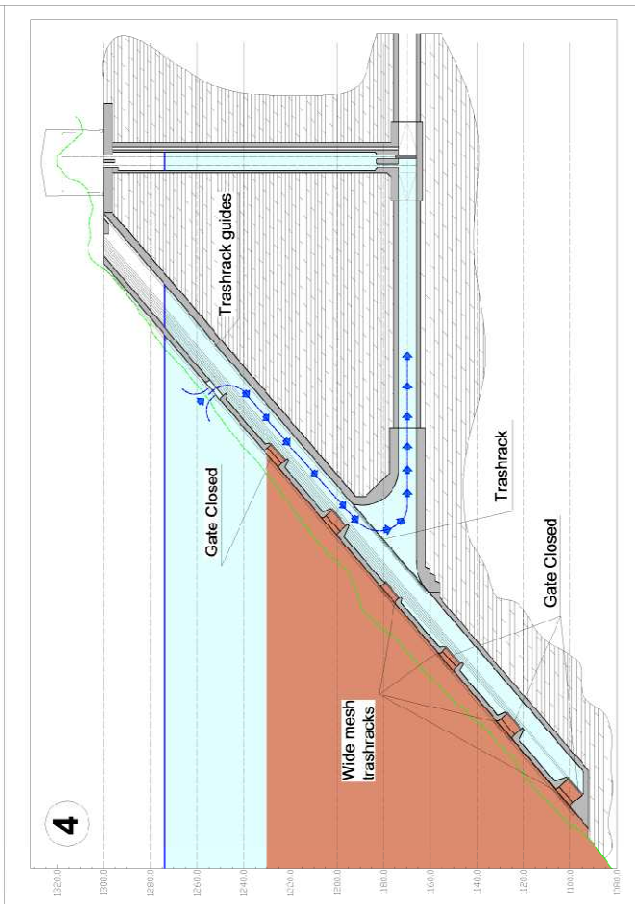 4
Trashrack guides
Gate Closed
Trashrack
Gate Closed
Wide mesh
trashracks
1320.0
1300.0
1280.0
1260.0
1240.0
1220.0
1200.0
1180.0
1160.0
1140.0
1120.0
1100.0
1080.0